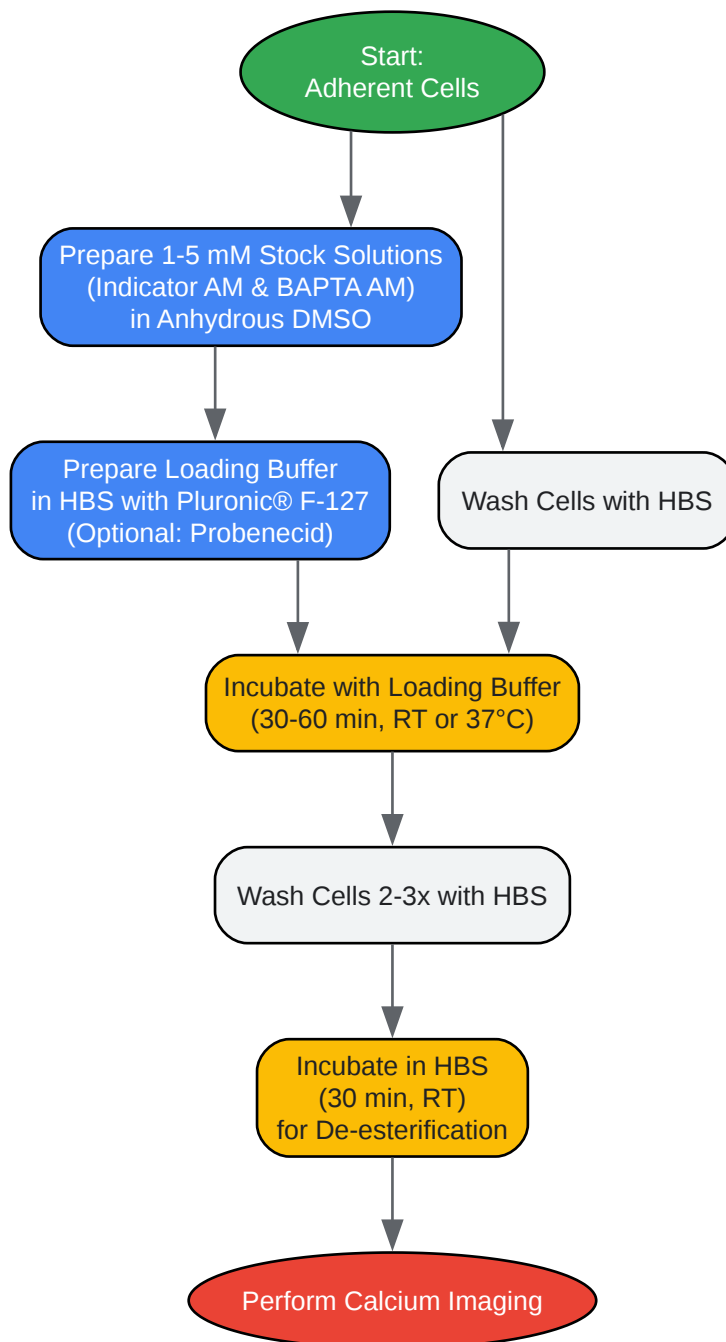 Start:
Adherent Cells
Prepare 1-5 mM Stock Solutions
(Indicator AM & BAPTA AM)
in Anhydrous DMSO
Prepare Loading Buffer
in HBS with Pluronic® F-127
(Optional: Probenecid)
Wash Cells with HBS
Incubate with Loading Buffer
(30-60 min, RT or 37°C)
Wash Cells 2-3x with HBS
Incubate in HBS
(30 min, RT)
for De-esterification
Perform Calcium Imaging